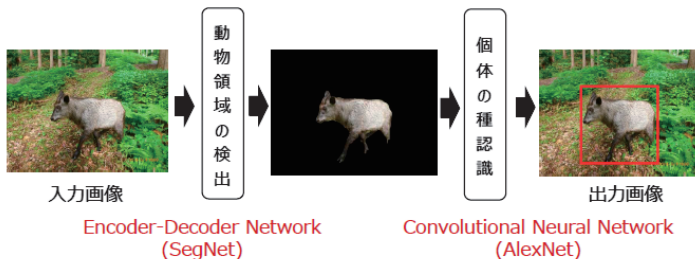 動物領域の検出
個体の種認識
入力画像
出力画像
Encoder-Decoder Network
(SegNet)
Convolutional Neural Network
(AlexNet)